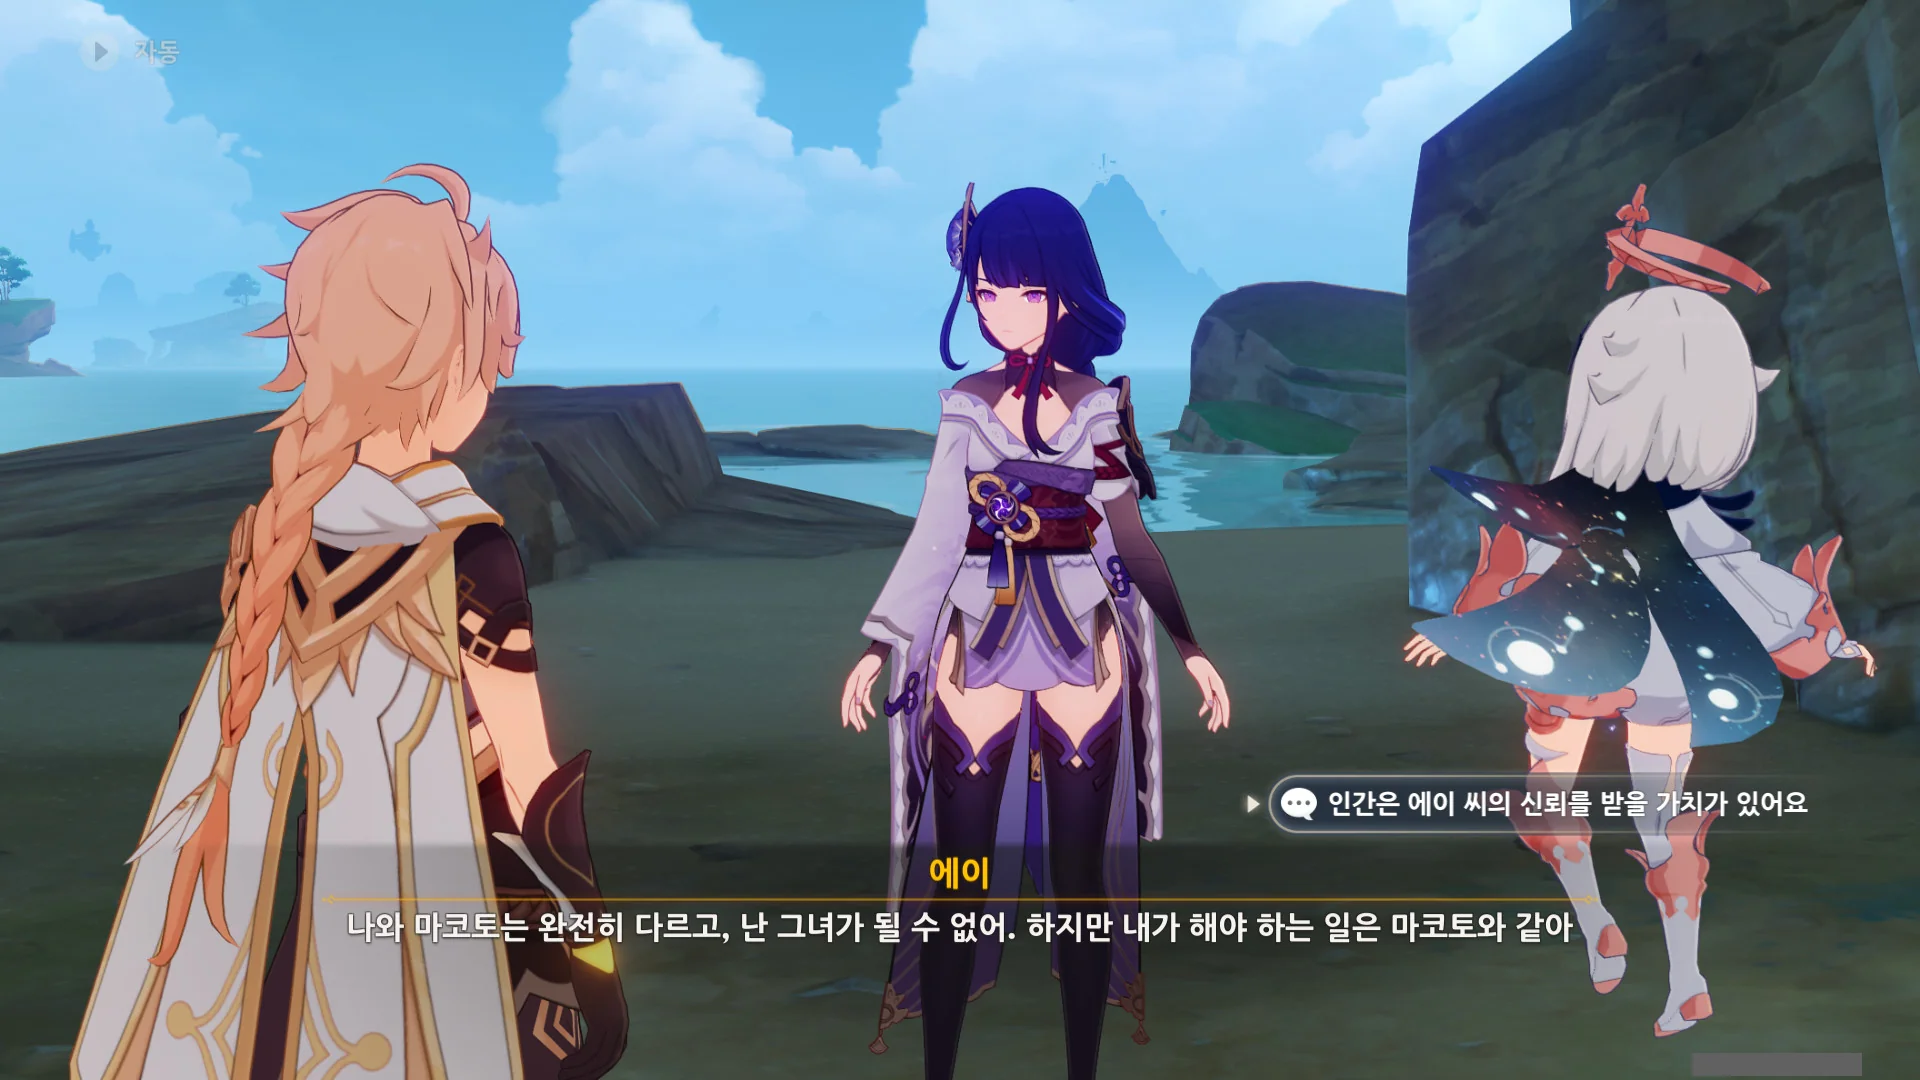 자동
인간은 에이 씨의 신뢰를 받을 가치가 있어요
에이
나와 마코토는 완전히 다르고, 난 그녀가 될 수 없어. 하지만 내가 해야 하는 일은 마코토와 같아